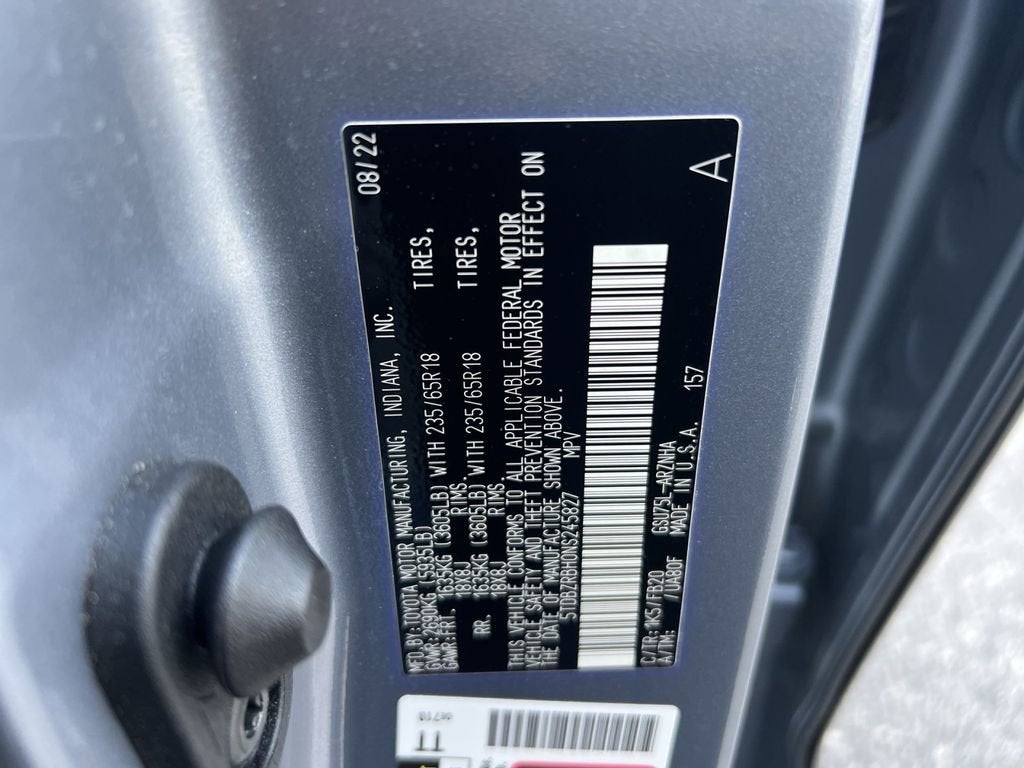 MFD.BY: TOYOTA MOTOR MANUFACTURING, INDIANA, INC. 08/22
GVWR:2690KG (5935LB)
GAWR:FRT. 1635KG (3605LB) WITH 235/65R18 TIRES,
18X8J RIMS.
RR. 1635KG (3605LB) WITH 235/65R18 TIRES,
18X8J RIMS.
THIS VEHICLE CONFORMS TO ALL APPLICABLE FEDERAL MOTOR
VEHICLE SAFETY AND THEFT PREVENTION STANDARDS IN EFFECT ON
THE DATE OF MANUFACTURE SHOWN ABOVE.
5TDBZRBH0NS245827 MPV
C/TR:1K5/FB20 GSU75L-ARZNHA
A/TM: /UA80F MADE IN U.S.A. 157
A
TT